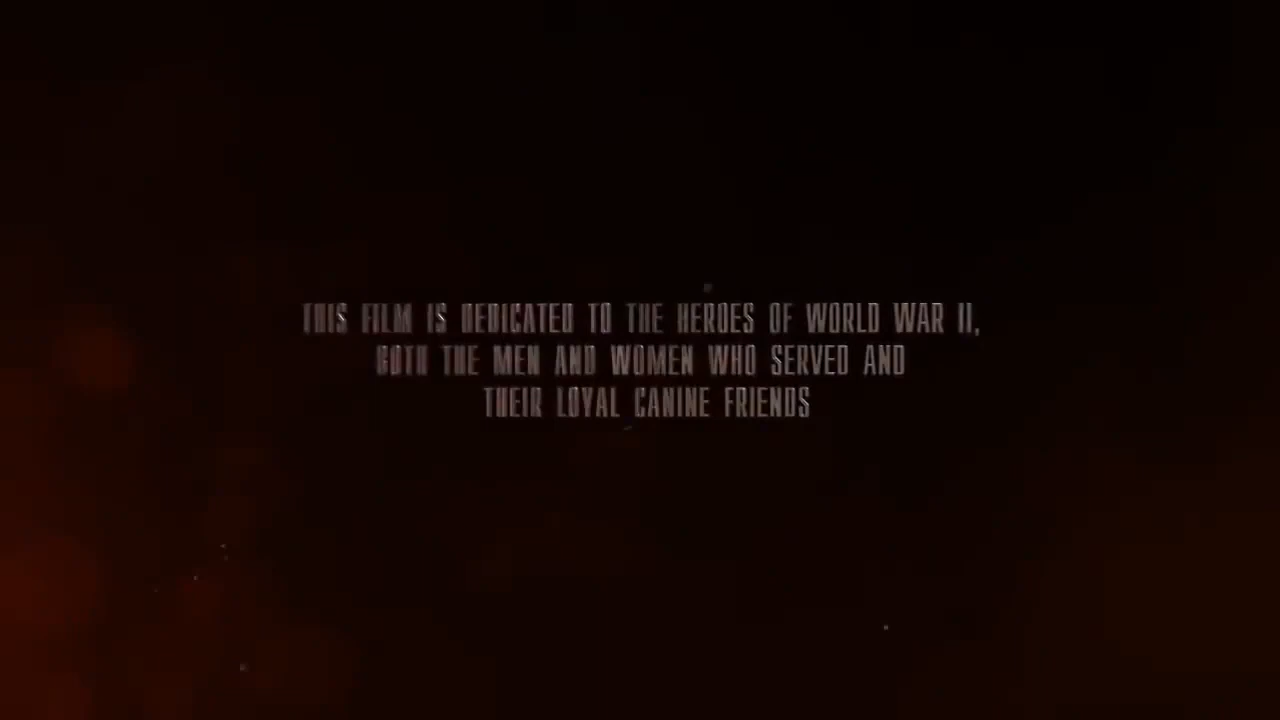 THIS FILM IS DEDICATED TO THE HEROES OF WORLD WAR II,
BOTH THE MEN AND WOMEN WHO SERVED AND
THEIR LOYAL CANINE FRIENDS